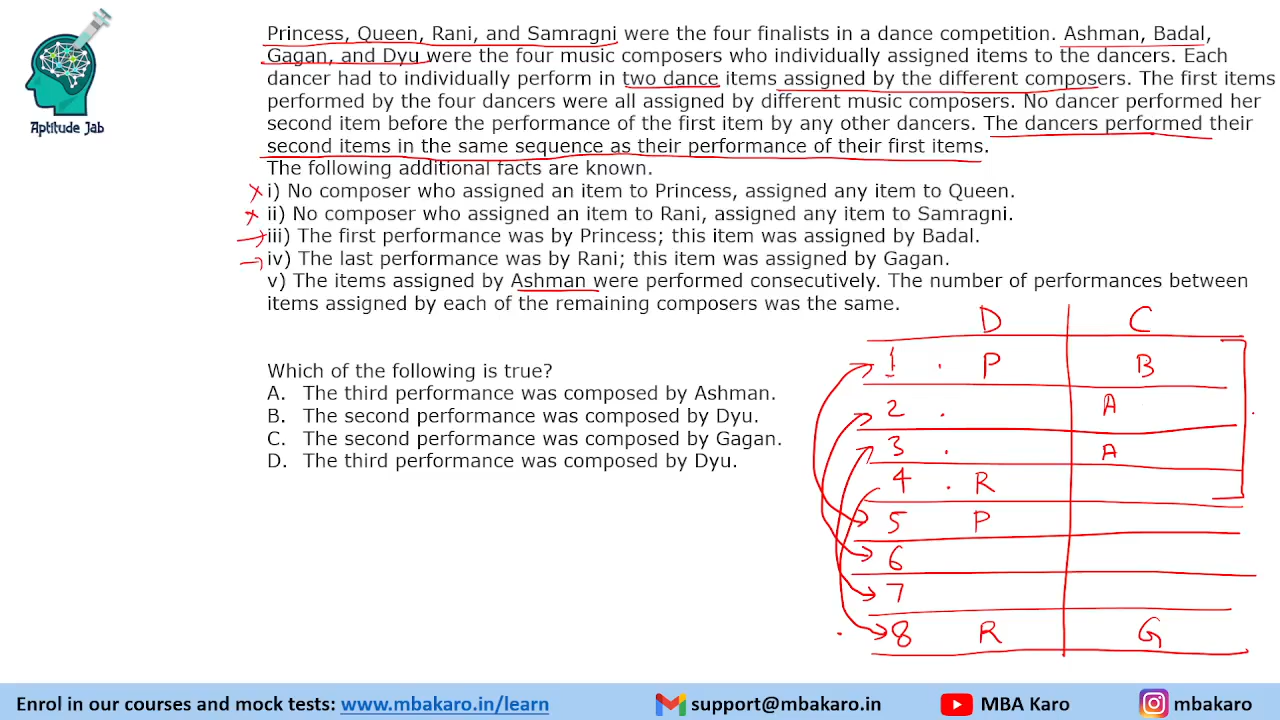 Princess, Queen, Rani, and Samragni were the four finalists in a dance competition. Ashman, Badal,
Gagan, and Dyu were the four music composers who individually assigned items to the dancers. Each
dancer had to individually perform in two dance items assigned by the different composers. The first items
performed by the four dancers were all assigned by different music composers. No dancer performed her
second item before the performance of the first item by any other dancers. The dancers performed their
second items in the same sequence as their performance of their first items.
The following additional facts are known.
i) No composer who assigned an item to Princess, assigned any item to Queen.
ii) No composer who assigned an item to Rani, assigned any item to Samragni.
iii) The first performance was by Princess; this item was assigned by Badal.
iv) The last performance was by Rani; this item was assigned by Gagan.
v) The items assigned by Ashman were performed consecutively. The number of performances between
items assigned by each of the remaining composers was the same.
Aptitude Jab
Which of the following is true?
A. The third performance was composed by Ashman.
B. The second performance was composed by Dyu.
C. The second performance was composed by Gagan.
D. The third performance was composed by Dyu.
D C
1 P B
2 A
3 A
4 R
5 P
6
7
8 R G
Enrol in our courses and mock tests: www.mbakaro.in/learn support@mbakaro.in MBA Karo mbakaro